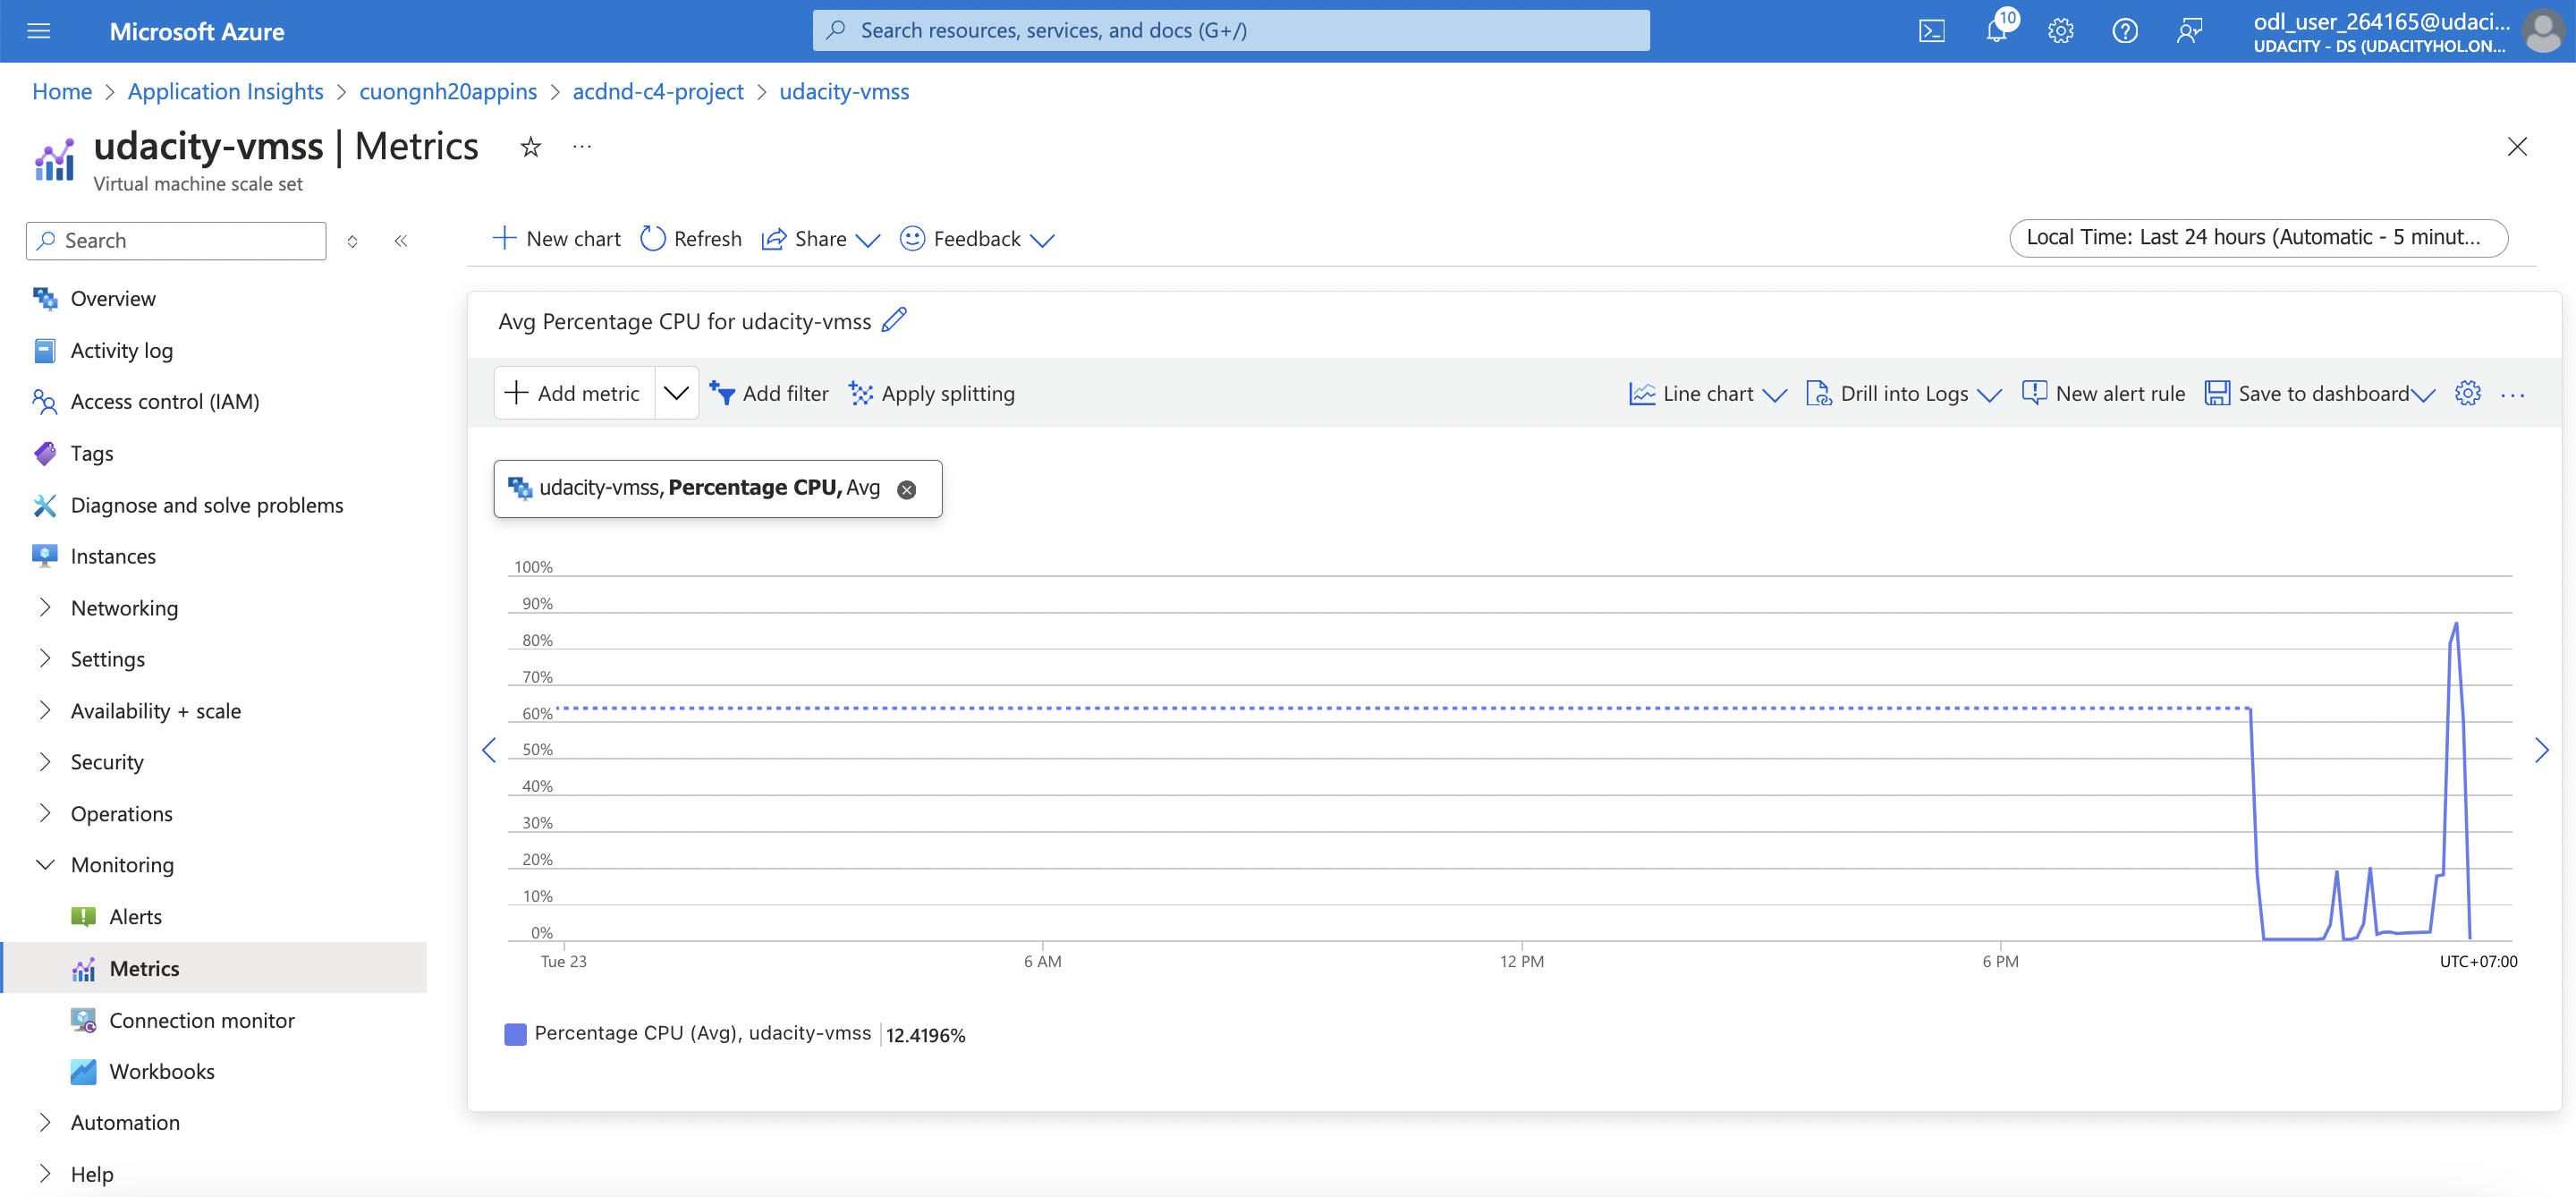 Microsoft Azure
Search resources, services, and docs (G+/)
10
odl_user_264165@udaci...
UDACITY - DS (UDACITYHOL.ON...
Home > Application Insights > cuongnh20appins > acdnd-c4-project > udacity-vmss
udacity-vmss | Metrics
Virtual machine scale set
Search
New chart
Refresh
Share
Feedback
Local Time: Last 24 hours (Automatic - 5 minut...
Overview
Activity log
Access control (IAM)
Tags
Diagnose and solve problems
Instances
Networking
Settings
Availability + scale
Security
Operations
Monitoring
Alerts
Metrics
Connection monitor
Workbooks
Automation
Help
Avg Percentage CPU for udacity-vmss
Add metric
Add filter
Apply splitting
Line chart
Drill into Logs
New alert rule
Save to dashboard
udacity-vmss, Percentage CPU, Avg
100%
90%
80%
70%
60%
50%
40%
30%
20%
10%
0%
Tue 23
6 AM
12 PM
6 PM
UTC+07:00
Percentage CPU (Avg), udacity-vmss
12.4196%